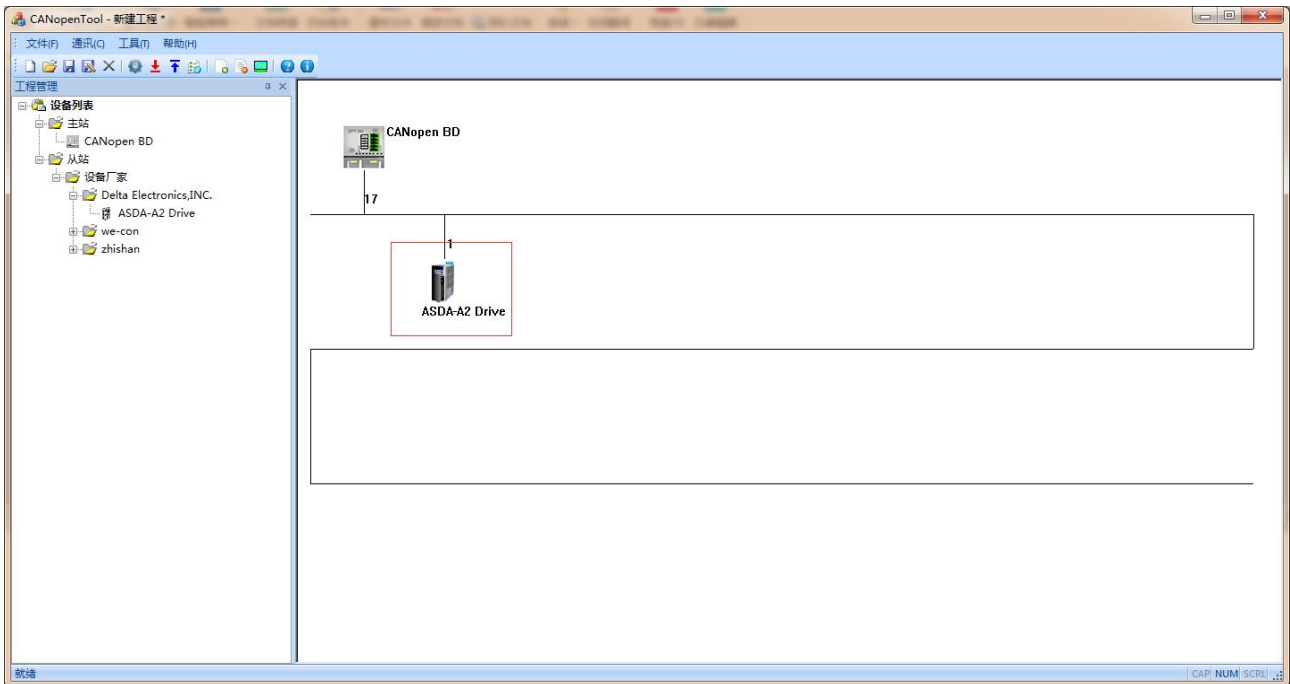 CANopenTool - 新建工程 *
文件(F) 通讯(C) 工具(T) 帮助(H)
工程管理
设备列表
主站
CANopen BD
从站
设备厂家
Delta Electronics,INC.
ASDA-A2 Drive
we-con
zhishan
CANopen BD
17
1
ASDA-A2 Drive
就绪
CAP NUM SCRL